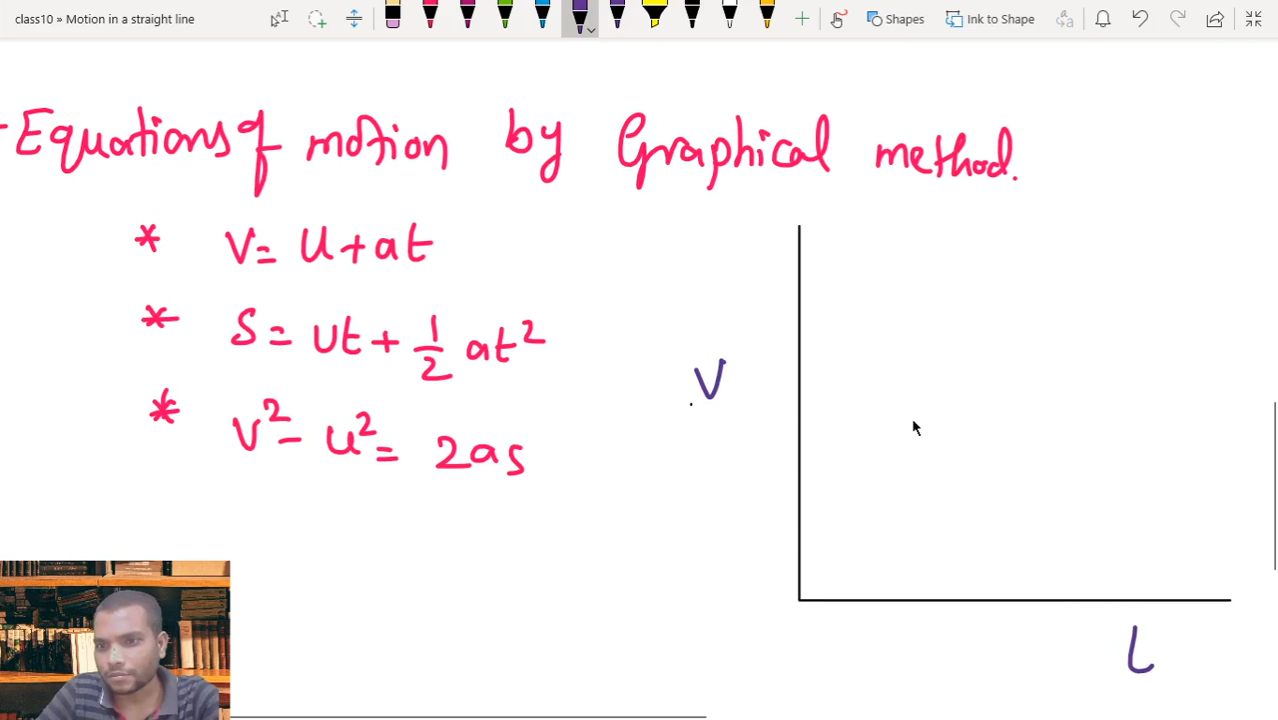 class10 » Motion in a straight line
Shapes
Ink to Shape
Equations of motion by Graphical method.
* V= U+at
* S= Ut + 1/2 at²
* V² - u² = 2as
V